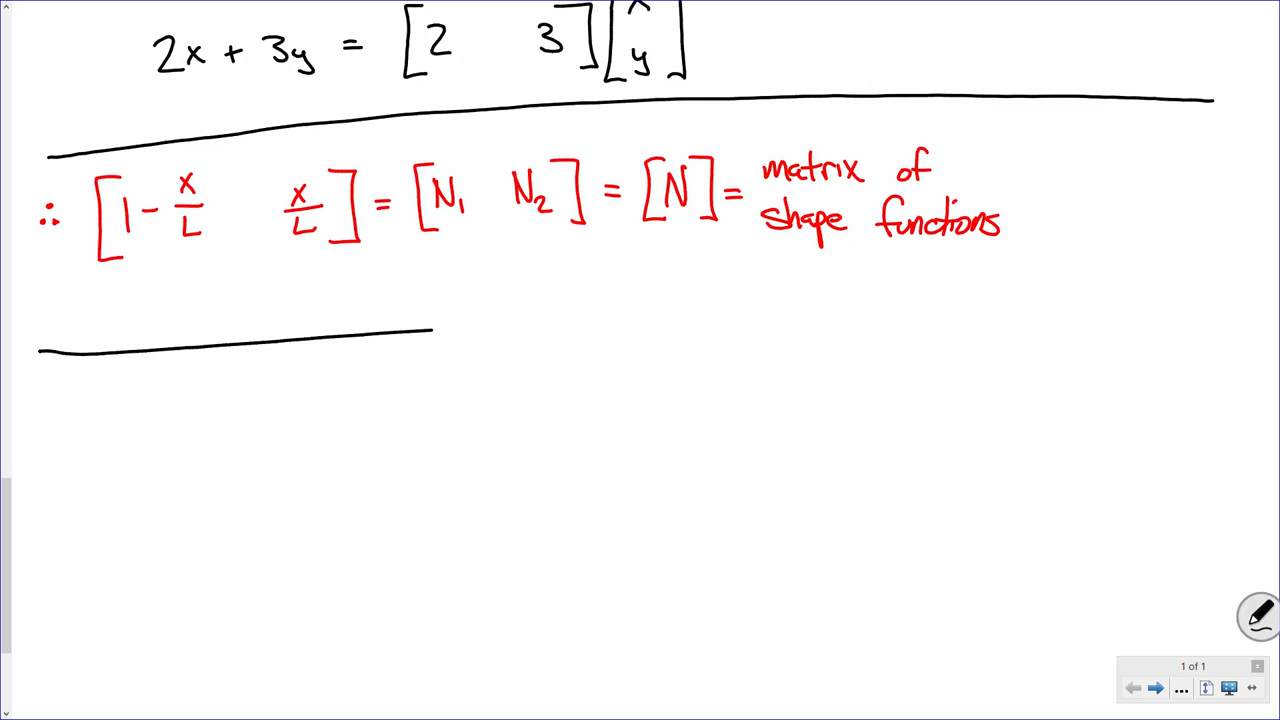 2x + 3y = [2 3][x y]
∴ [1 - x/L x/L] = [N₁ N₂] = [N] = matrix of
shape functions
1 of 1